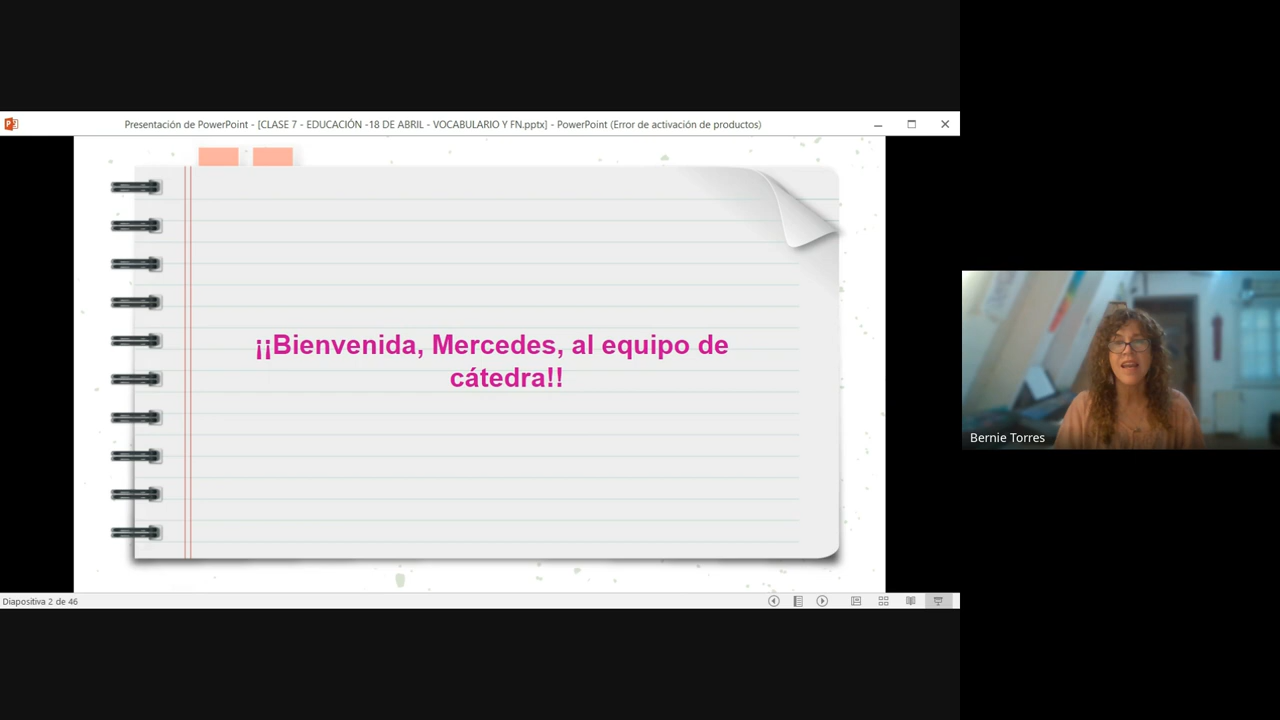 Presentación de PowerPoint - [CLASE 7 - EDUCACIÓN -18 DE ABRIL - VOCABULARIO Y FN.pptx] - PowerPoint (Error de activación de productos)
¡¡Bienvenida, Mercedes, al equipo de
cátedra!!
Bernie Torres
Diapositiva 2 de 46